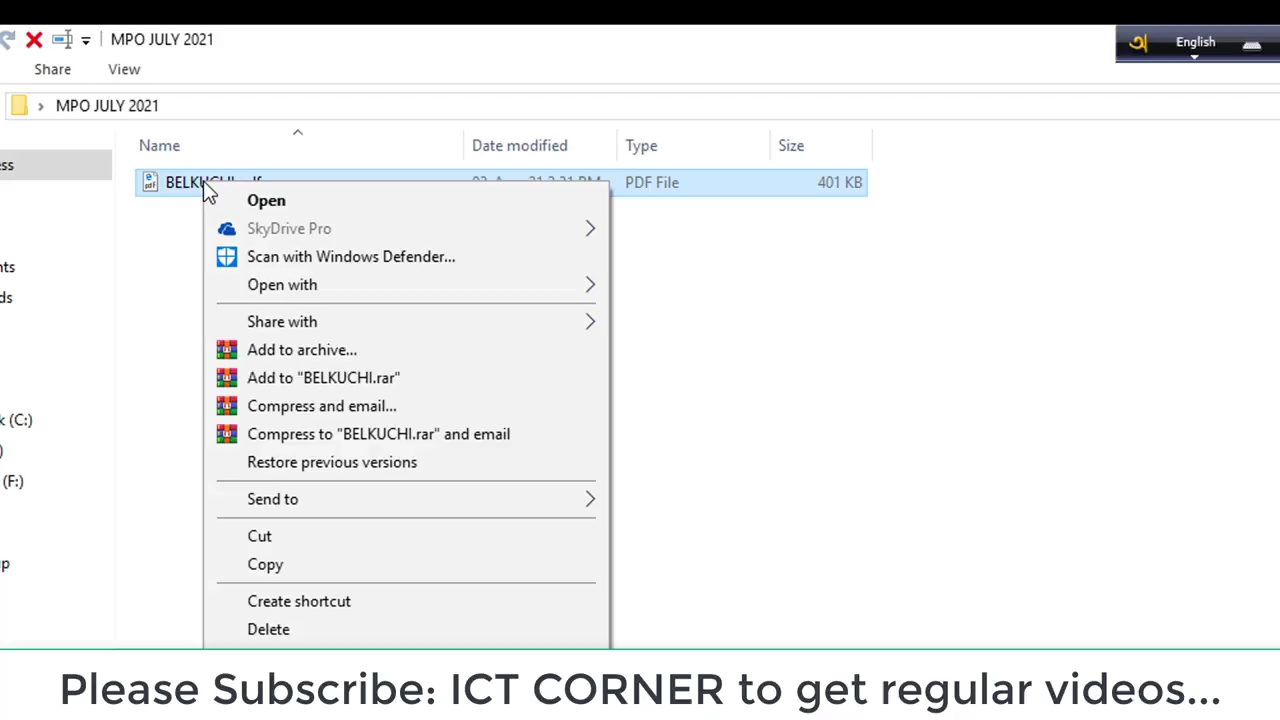 MPO JULY 2021
English
Share View
MPO JULY 2021
Name Date modified Type Size
ess
PDF File 401 KB
Open
SkyDrive Pro
Scan with Windows Defender...
nts
Open with
ds
Share with
Add to archive...
Add to "BELKUCHI.rar"
Compress and email...
k (C:)
Compress to "BELKUCHI.rar" and email
)
Restore previous versions
(F:)
Send to
Cut
Copy
p
Create shortcut
Delete
Please Subscribe: ICT CORNER to get regular videos...